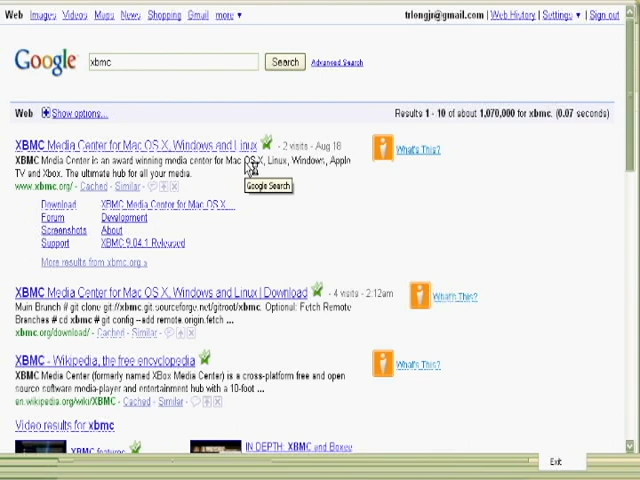 Web Images Videos Maps News Shopping Gmail more ▼ trlongjr@gmail.com | Web History | Settings ▼ | Sign out
Google xbmc Search Advanced Search
Web Show options... Results 1 - 10 of about 1,070,000 for xbmc. (0.07 seconds)
XBMC Media Center for Mac OS X, Windows and Linux - 2 visits - Aug 18 What's This?
XBMC Media Center is an award winning media center for Mac OS X, Linux, Windows, Apple
TV and Xbox. The ultimate hub for all your media.
www.xbmc.org/ - Cached - Similar -
Google Search
Download XBMC Media Center for Mac OS X ...
Forum Development
Screenshots About
Support XBMC 9.04.1 Released
More results from xbmc.org »
XBMC Media Center for Mac OS X, Windows and Linux | Download - 4 visits - 2:12am What's This?
Main Branch # git clone git://xbmc.git.sourceforge.net/gitroot/xbmc. Optional: Fetch Remote
Branches # cd xbmc # git config --add remote.origin.fetch ...
xbmc.org/download/ - Cached - Similar -
XBMC - Wikipedia, the free encyclopedia What's This?
XBMC Media Center (formerly named XBox Media Center) is a cross-platform free and open
source software media-player and entertainment hub with a 10-foot ...
en.wikipedia.org/wiki/XBMC - Cached - Similar -
Video results for xbmc
XBMC features IN DEPTH: XBMC and Boxee
Exit